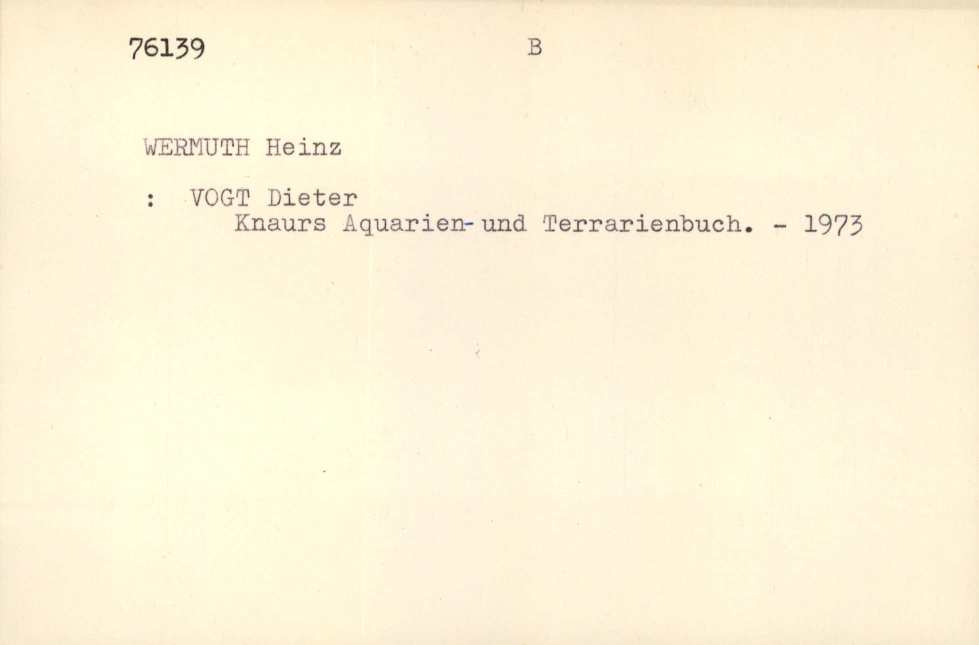 76139 B
WERMUTH Heinz
: VOGT Dieter
Knaurs Aquarien- und Terrarienbuch. - 1973